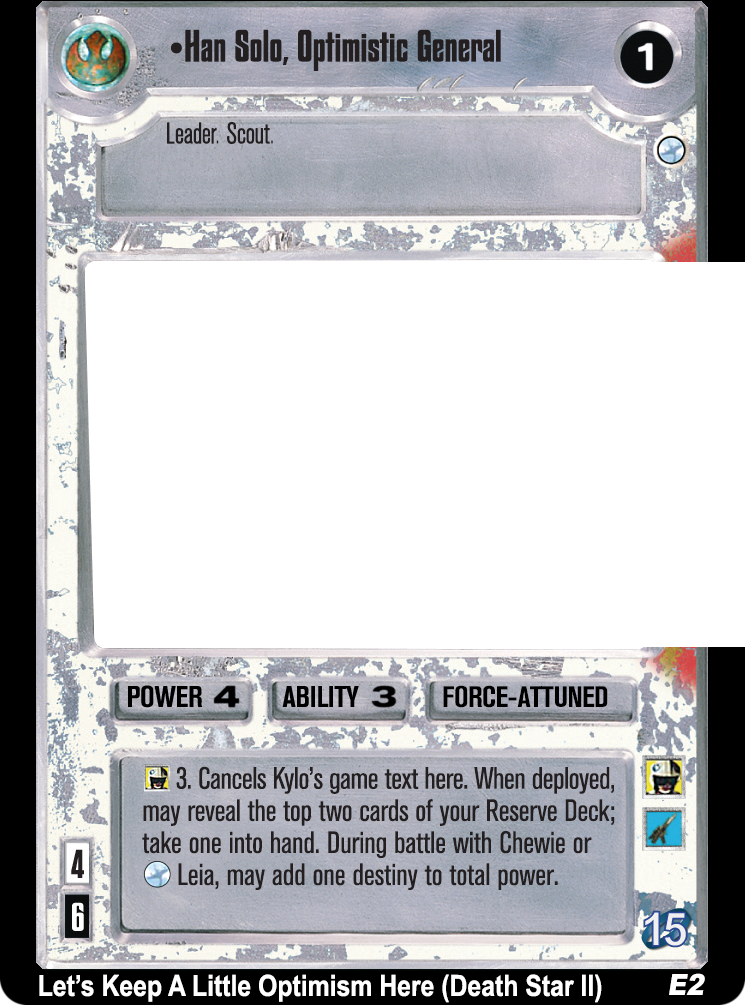 •Han Solo, Optimistic General
1
Leader. Scout.
POWER 4
ABILITY 3
FORCE-ATTUNED
3. Cancels Kylo’s game text here. When deployed,
may reveal the top two cards of your Reserve Deck;
take one into hand. During battle with Chewie or
Leia, may add one destiny to total power.
4
6
15
Let’s Keep A Little Optimism Here (Death Star II)
E2